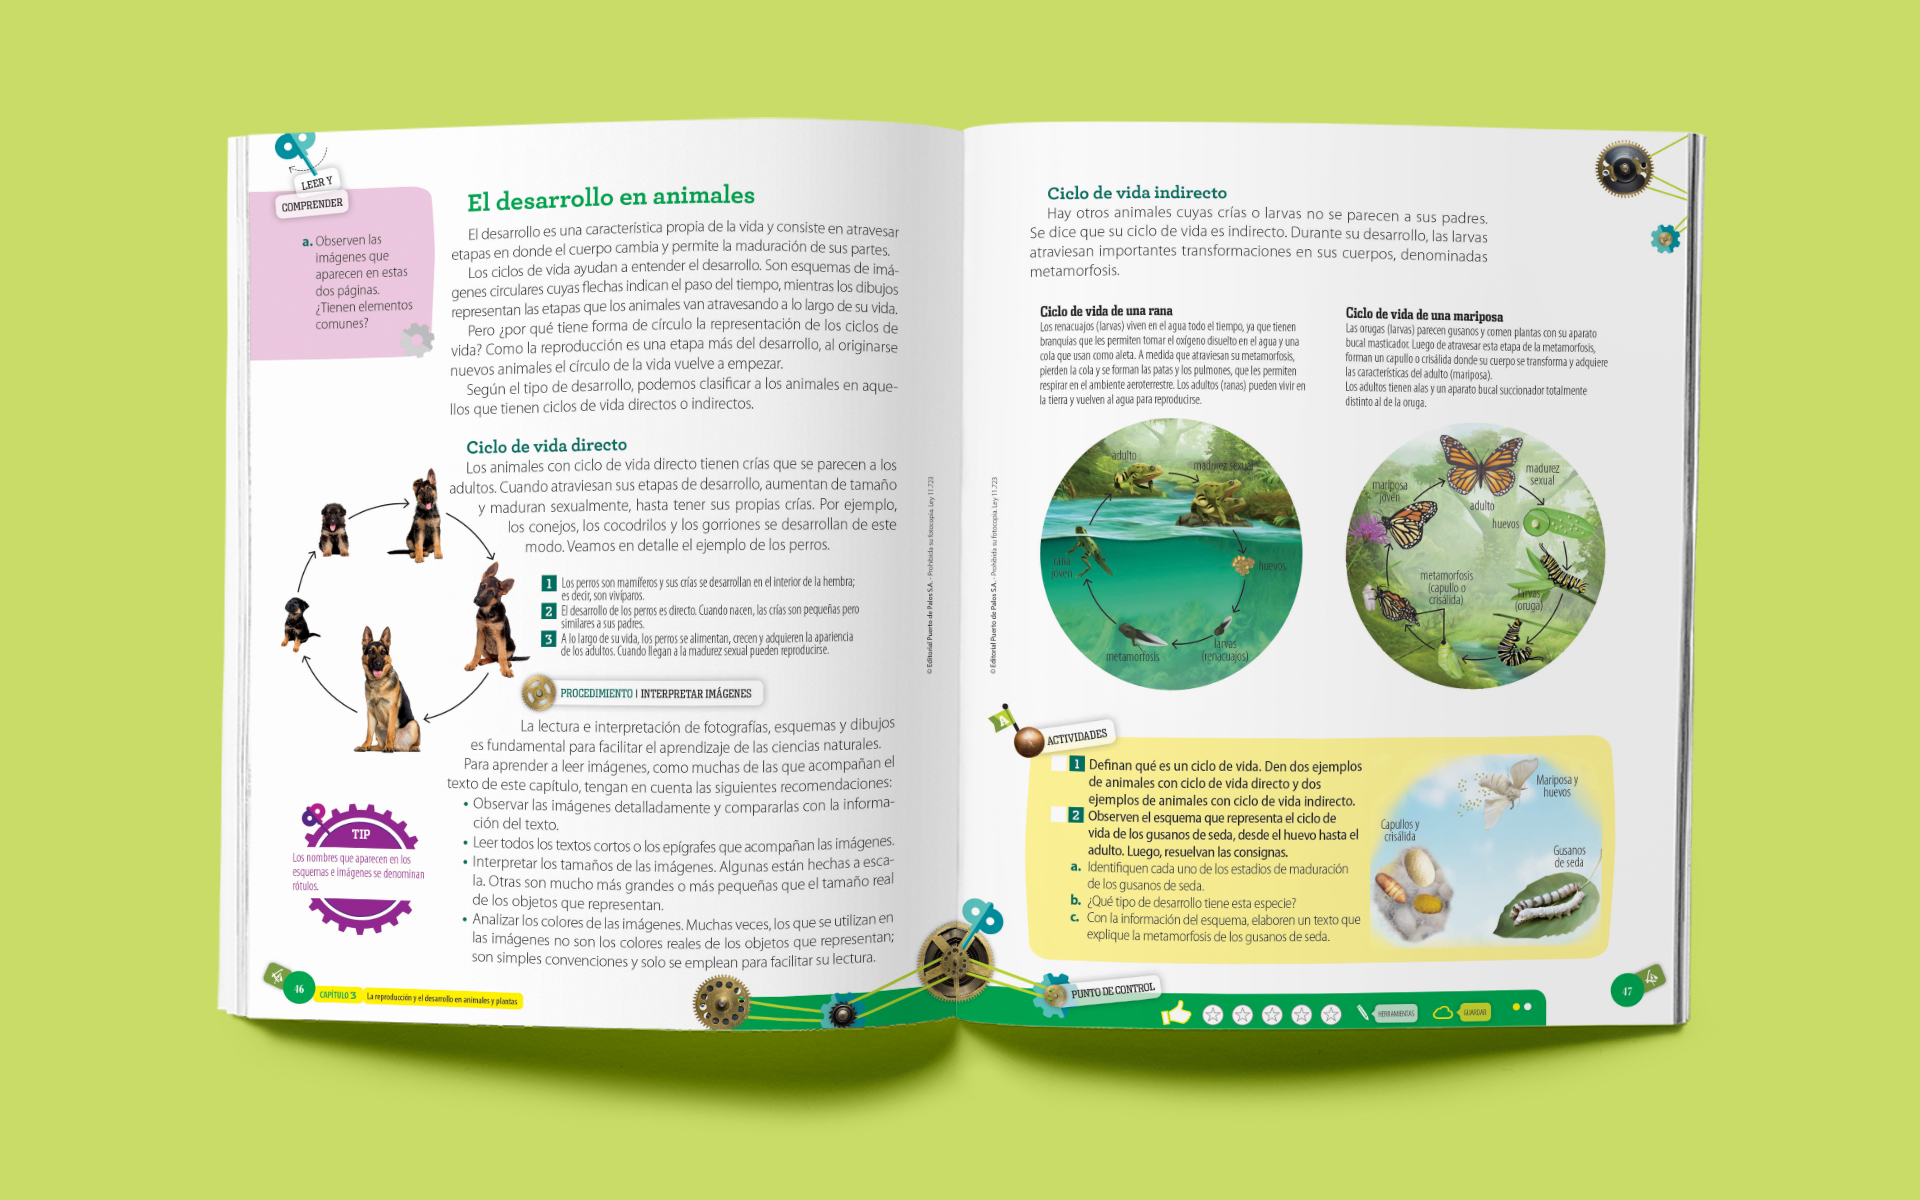 LEER Y
COMPRENDER
a. Observen las
imágenes que
aparecen en estas
dos páginas.
¿Tienen elementos
comunes?
El desarrollo en animales
El desarrollo es una característica propia de la vida y consiste en atravesar
etapas en donde el cuerpo cambia y permite la maduración de sus partes.
Los ciclos de vida ayudan a entender el desarrollo. Son esquemas de imá-
genes circulares cuyas flechas indican el paso del tiempo, mientras los dibujos
representan las etapas que los animales van atravesando a lo largo de su vida.
Pero ¿por qué tiene forma de círculo la representación de los ciclos de
vida? Como la reproducción es una etapa más del desarrollo, al originarse
nuevos animales el círculo de la vida vuelve a empezar.
Según el tipo de desarrollo, podemos clasificar a los animales en aque-
llos que tienen ciclos de vida directos o indirectos.
Ciclo de vida directo
Los animales con ciclo de vida directo tienen crías que se parecen a los
adultos. Cuando atraviesan sus etapas de desarrollo, aumentan de tamaño
y maduran sexualmente, hasta tener sus propias crías. Por ejemplo,
los conejos, los cocodrilos y los gorriones se desarrollan de este
modo. Veamos en detalle el ejemplo de los perros.
1 Los perros son mamíferos y sus crías se desarrollan en el interior de la hembra;
es decir, son vivíparos.
2 El desarrollo de los perros es directo. Cuando nacen, las crías son pequeñas pero
similares a sus padres.
3 A lo largo de su vida, los perros se alimentan, crecen y adquieren la apariencia
de los adultos. Cuando llegan a la madurez sexual pueden reproducirse.
PROCEDIMIENTO | INTERPRETAR IMÁGENES
La lectura e interpretación de fotografías, esquemas y dibujos
es fundamental para facilitar el aprendizaje de las ciencias naturales.
Para aprender a leer imágenes, como muchas de las que acompañan el
texto de este capítulo, tengan en cuenta las siguientes recomendaciones:
• Observar las imágenes detalladamente y compararlas con la informa-
ción del texto.
• Leer todos los textos cortos o los epígrafes que acompañan las imágenes.
• Interpretar los tamaños de las imágenes. Algunas están hechas a esca-
la. Otras son mucho más grandes o más pequeñas que el tamaño real
de los objetos que representan.
• Analizar los colores de las imágenes. Muchas veces, los que se utilizan en
las imágenes no son los colores reales de los objetos que representan;
son simples convenciones y solo se emplean para facilitar su lectura.
TIP
Los nombres que aparecen en los
esquemas e imágenes se denominan
rótulos.
46
CAPÍTULO 3 La reproducción y el desarrollo en animales y plantas
© Editorial Puerto de Palos S.A. - Prohibida su fotocopia. Ley 11.723
© Editorial Puerto de Palos S.A. - Prohibida su fotocopia. Ley 11.723
Ciclo de vida indirecto
Hay otros animales cuyas crías o larvas no se parecen a sus padres.
Se dice que su ciclo de vida es indirecto. Durante su desarrollo, las larvas
atraviesan importantes transformaciones en sus cuerpos, denominadas
metamorfosis.
Ciclo de vida de una rana
Los renacuajos (larvas) viven en el agua todo el tiempo, ya que tienen
branquias que les permiten tomar el oxígeno disuelto en el agua y una
cola que usan como aleta. A medida que atraviesan su metamorfosis,
pierden la cola y se forman las patas y los pulmones, que les permiten
respirar en el ambiente aeroterrestre. Los adultos (ranas) pueden vivir en
la tierra y vuelven al agua para reproducirse.
adulto
madurez sexual
huevos
larvas
(renacuajos)
metamorfosis
rana
joven
Ciclo de vida de una mariposa
Las orugas (larvas) parecen gusanos y comen plantas con su aparato
bucal masticador. Luego de atravesar esta etapa de la metamorfosis,
forman un capullo o crisálida donde su cuerpo se transforma y adquiere
las características del adulto (mariposa).
Los adultos tienen alas y un aparato bucal succionador totalmente
distinto al de la oruga.
madurez
sexual
adulto
huevos
larvas
(oruga)
metamorfosis
(capullo o
crisálida)
mariposa
joven
A
ACTIVIDADES
1 Definan qué es un ciclo de vida. Den dos ejemplos
de animales con ciclo de vida directo y dos
ejemplos de animales con ciclo de vida indirecto.
2 Observen el esquema que representa el ciclo de
vida de los gusanos de seda, desde el huevo hasta el
adulto. Luego, resuelvan las consignas.
a. Identifiquen cada uno de los estadios de maduración
de los gusanos de seda.
b. ¿Qué tipo de desarrollo tiene esta especie?
c. Con la información del esquema, elaboren un texto que
explique la metamorfosis de los gusanos de seda.
Mariposa y
huevos
Capullos y
crisálida
Gusanos
de seda
PUNTO DE CONTROL
HERRAMIENTAS
GUARDAR
47